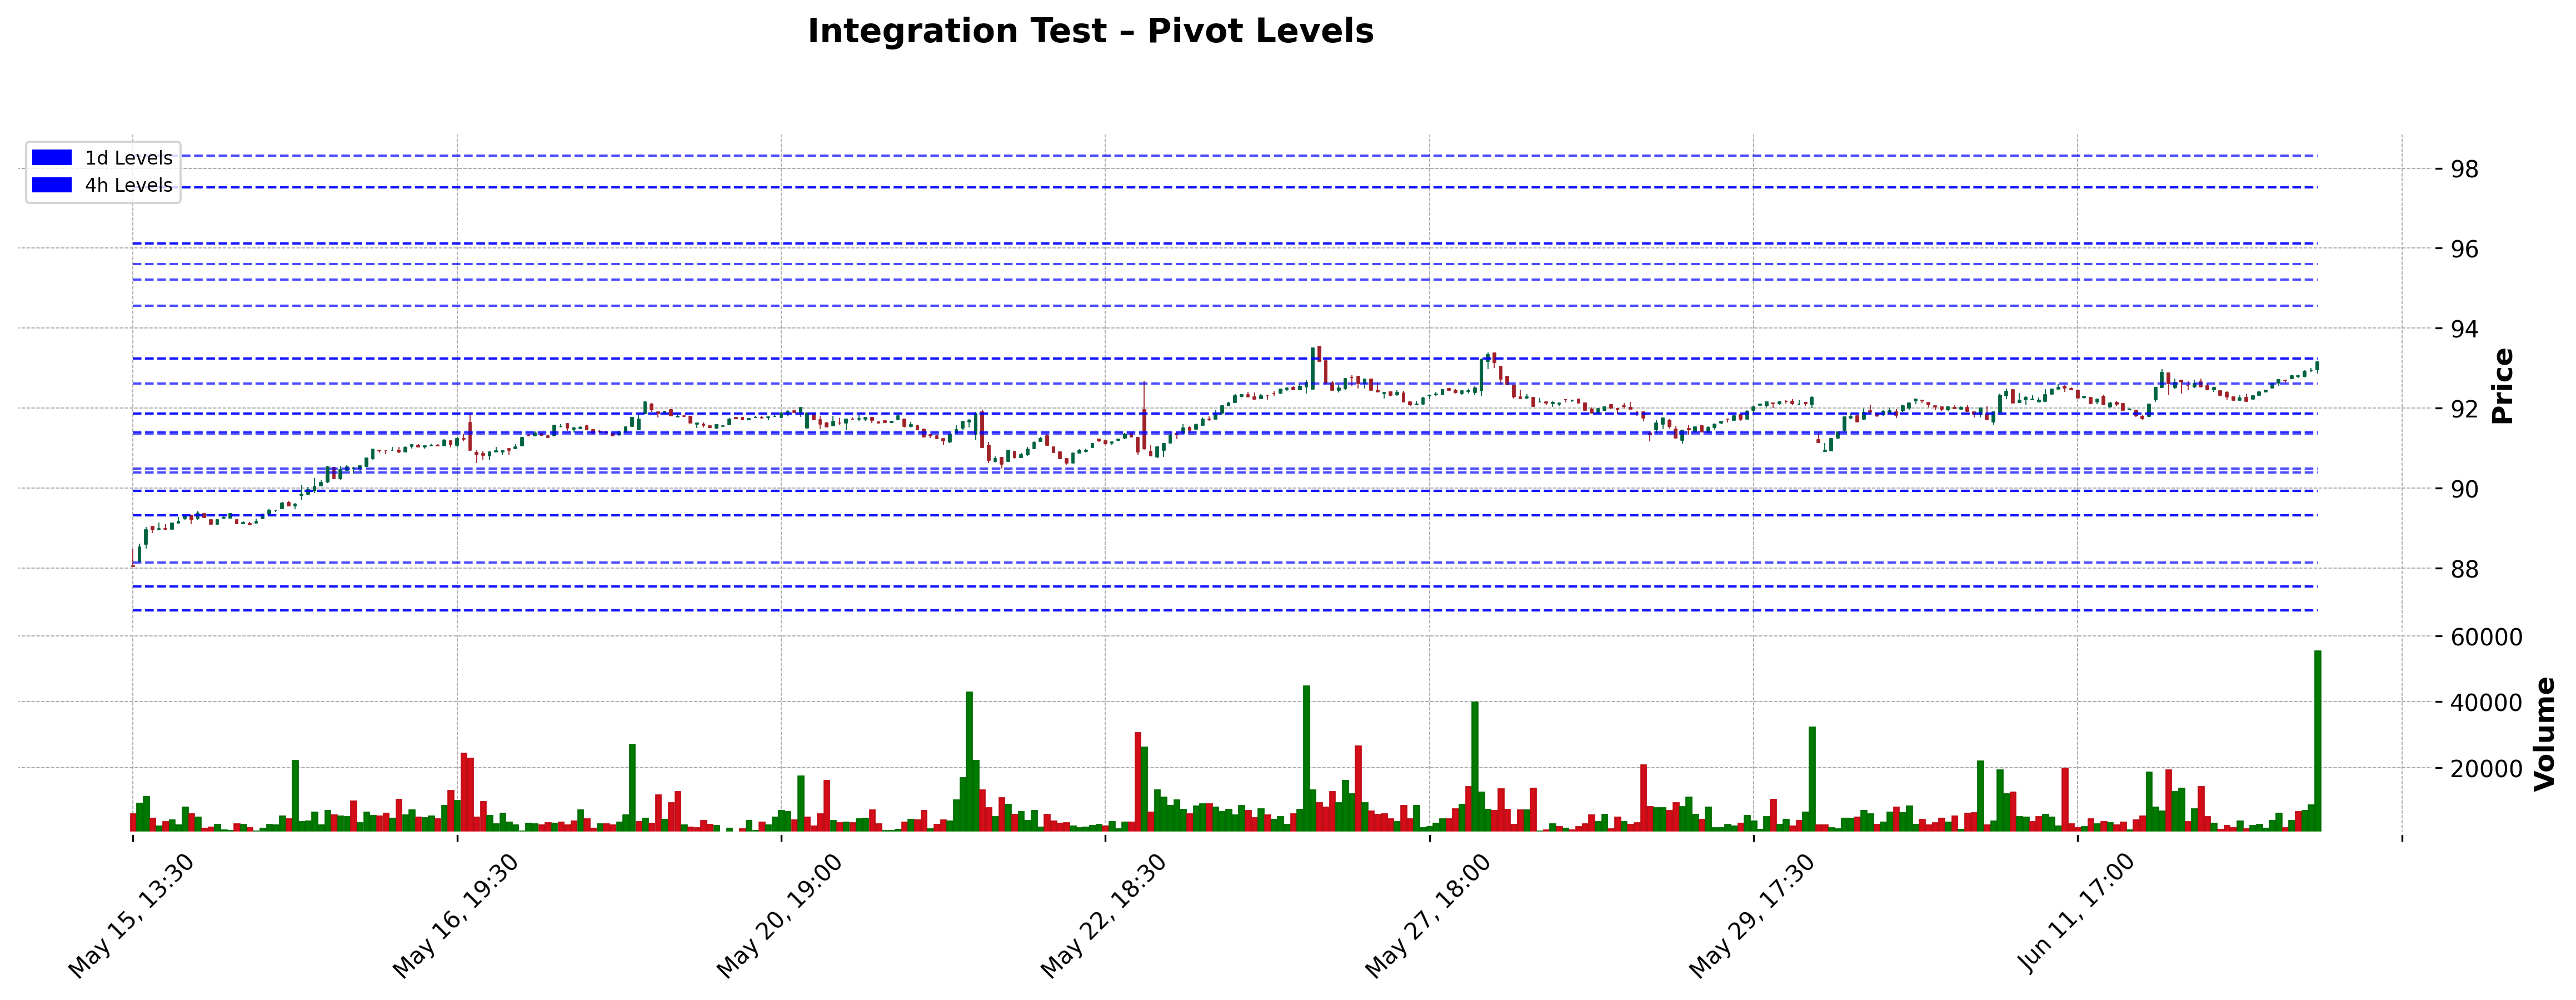 Integration Test – Pivot Levels
1d Levels
4h Levels
98
96
94
92
90
88
Price
60000
40000
20000
Volume
May 15, 13:30
May 16, 19:30
May 20, 19:00
May 22, 18:30
May 27, 18:00
May 29, 17:30
Jun 11, 17:00